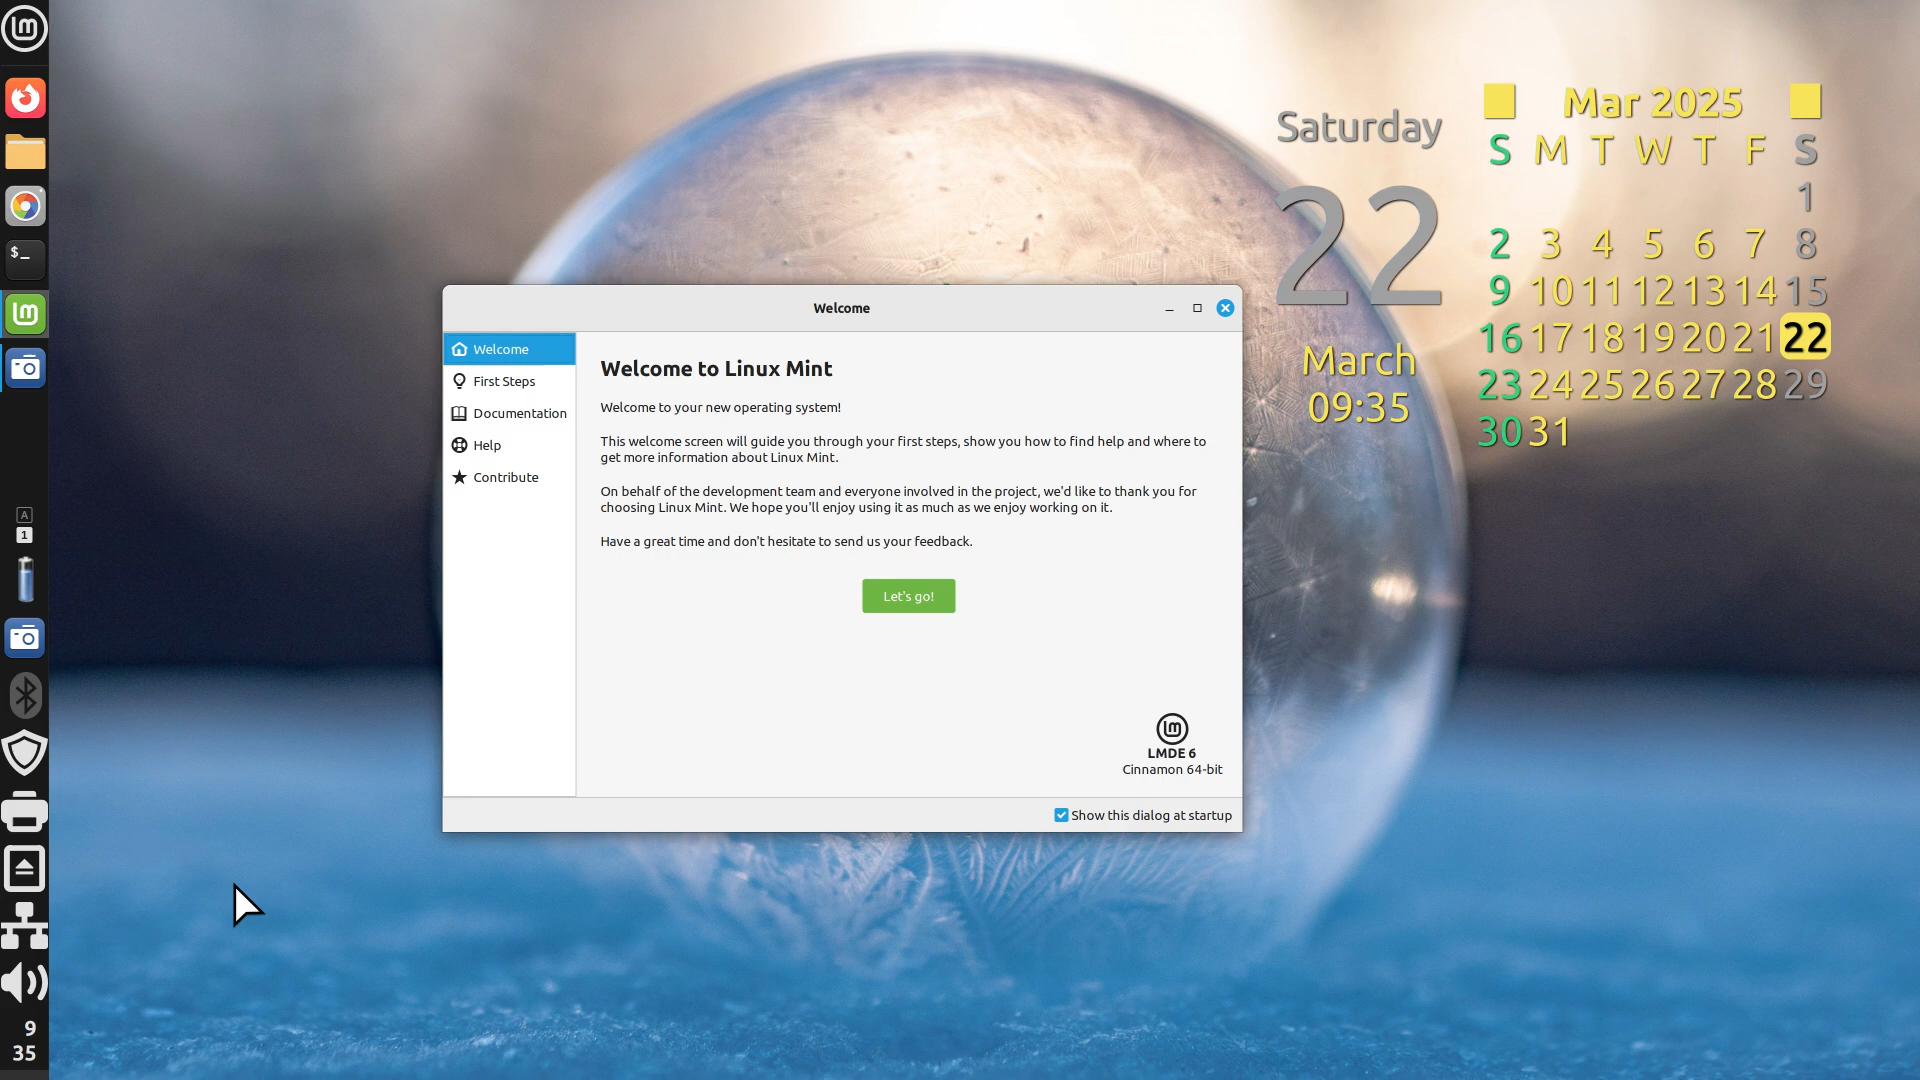 $_
A
1
9
35
Welcome
Welcome
First Steps
Documentation
Help
Contribute
Welcome to Linux Mint
Welcome to your new operating system!
This welcome screen will guide you through your first steps, show you how to find help and where to
get more information about Linux Mint.
On behalf of the development team and everyone involved in the project, we'd like to thank you for
choosing Linux Mint. We hope you'll enjoy using it as much as we enjoy working on it.
Have a great time and don't hesitate to send us your feedback.
Let's go!
LMDE 6
Cinnamon 64-bit
Show this dialog at startup
Saturday
22
March
09:35
Mar 2025
S M T W T F S
1
2 3 4 5 6 7 8
9 10 11 12 13 14 15
16 17 18 19 20 21 22
23 24 25 26 27 28 29
30 31